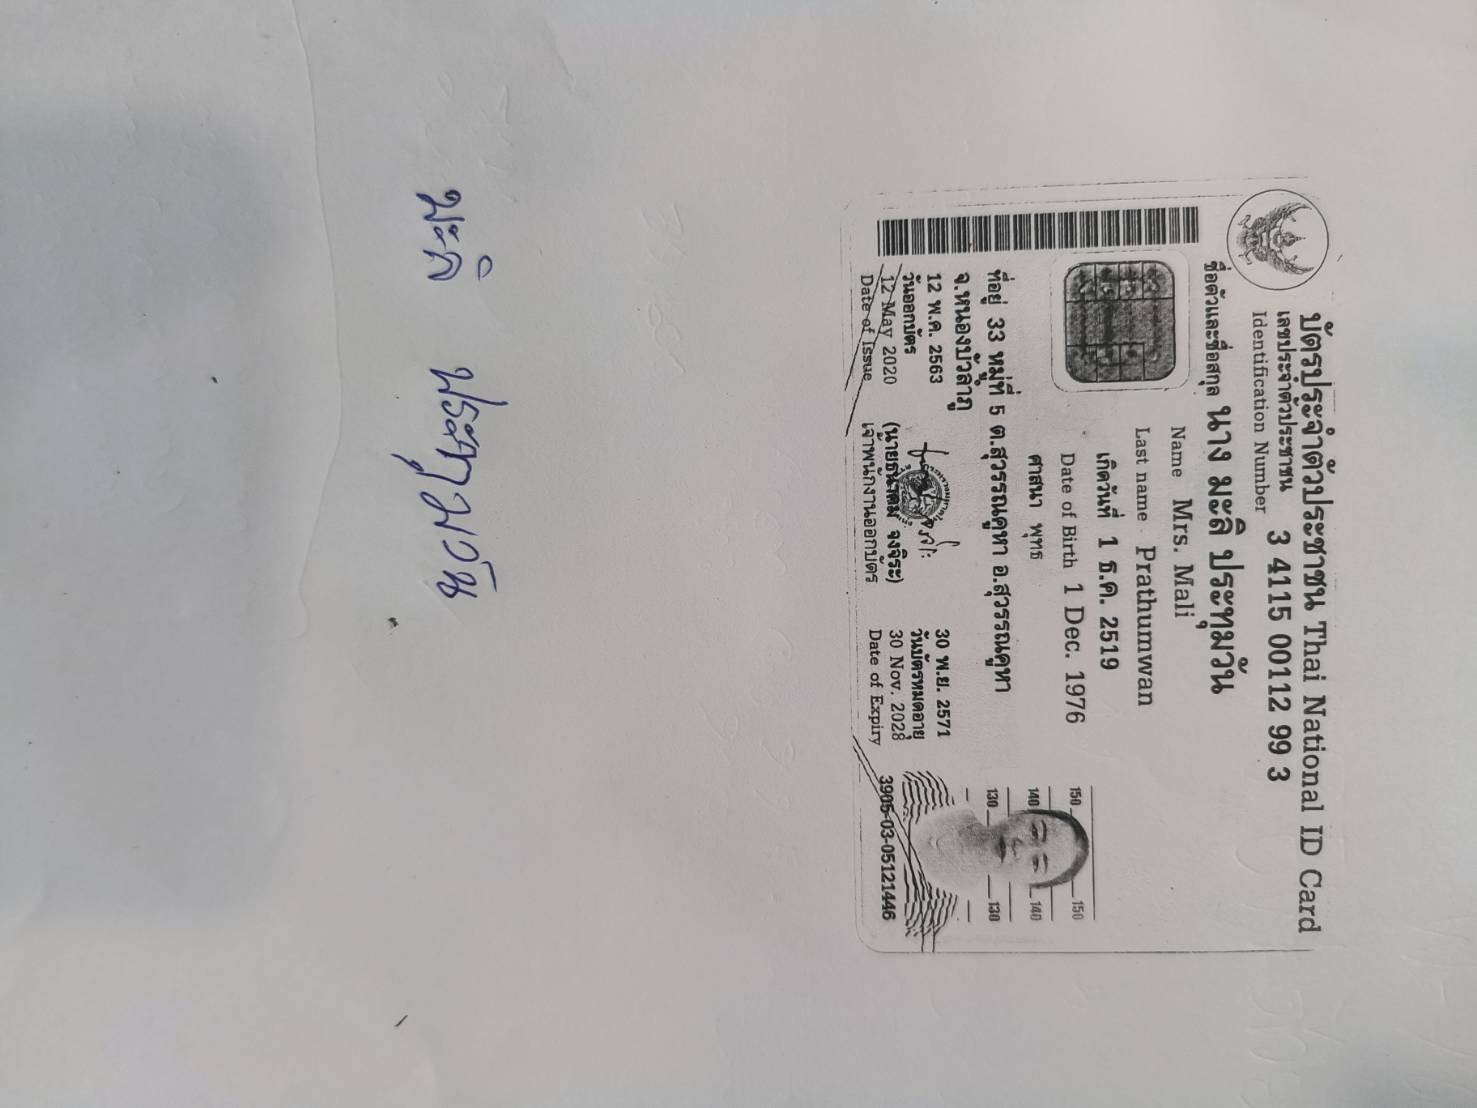 บัตรประจำตัวประชาชน Thai National ID Card
เลขประจำตัวประชาชน 3 4115 00112 99 3
Identification Number
ชื่อตัวและชื่อสกุล นาง มะลิ ประทุมวัน
Name Mrs. Mali
Last name Prathumwan
เกิดวันที่ 1 ธ.ค. 2519
Date of Birth 1 Dec. 1976
ศาสนา พุทธ
ที่อยู่ 33 หมู่ที่ 5 ต.สุวรรณคูหา อ.สุวรรณคูหา
จ.หนองบัวลำภู
12 พ.ค. 2563
วันออกบัตร
12 May 2020
Date of Issue
เจ้าพนักงานออกบัตร
30 พ.ย. 2571
วันบัตรหมดอายุ
30 Nov. 2028
Date of Expiry
150 150
140 140
130 130
3905-03-05121446
มะลิ ประทุมวัน